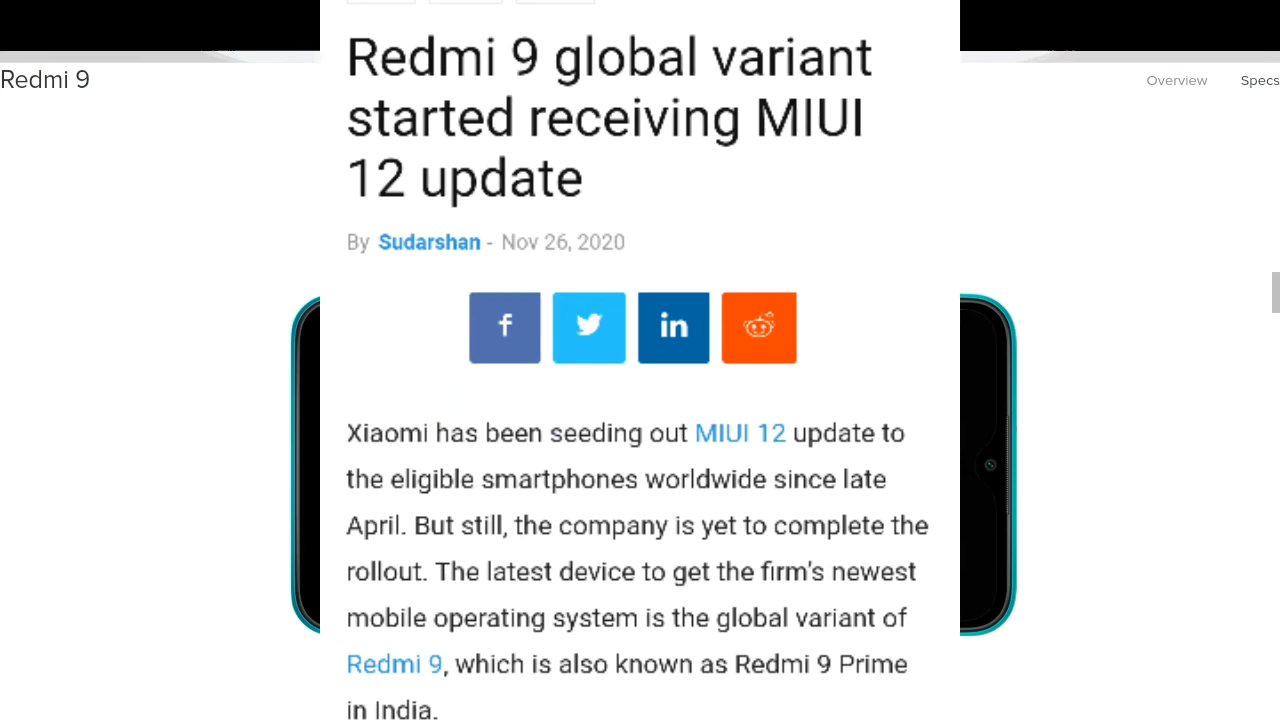 Redmi 9 global variant
started receiving MIUI
12 update
Redmi 9
Overview Specs
By Sudarshan - Nov 26, 2020
f
in
Xiaomi has been seeding out MIUI 12 update to
the eligible smartphones worldwide since late
April. But still, the company is yet to complete the
rollout. The latest device to get the firm's newest
mobile operating system is the global variant of
Redmi 9, which is also known as Redmi 9 Prime
in India.